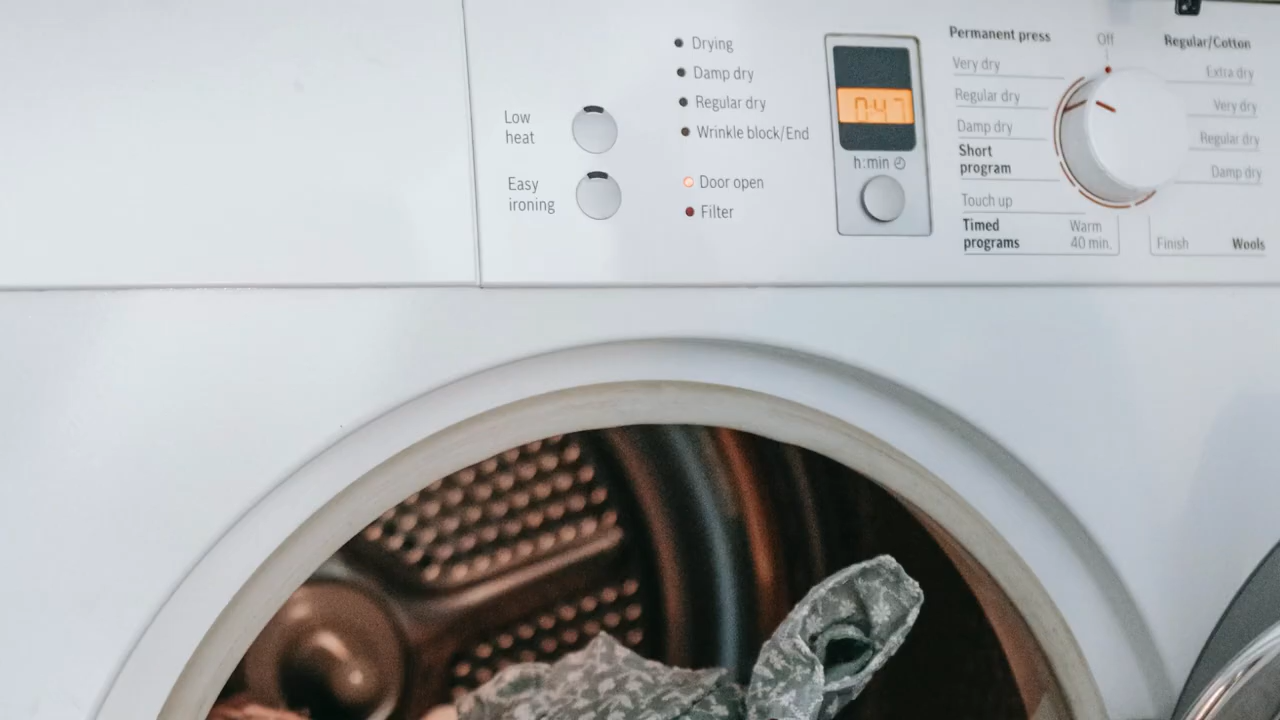 Low
heat
Easy
ironing
Drying
Damp dry
Regular dry
Wrinkle block/End
Door open
Filter
0:47
h:min
Permanent press
Very dry
Regular dry
Damp dry
Short
program
Touch up
Timed
programs
Warm
40 min.
Off
Regular/Cotton
Extra dry
Very dry
Regular dry
Damp dry
Finish
Wools